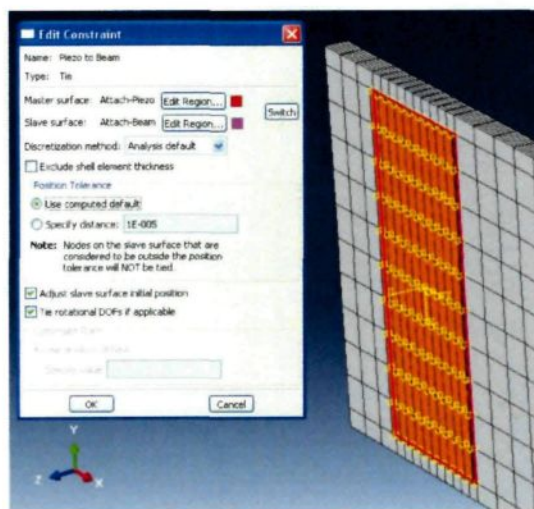 Edit Constraint
Name: Piezo to Beam
Type: Tie
Master surface: Attach-Piezo Edit Region...
Switch
Slave surface: Attach-Beam Edit Region...
Discretization method: Analysis default
Exclude shell element thickness
Position Tolerance
Use computed default
Specify distance: 1E-005
Note: Nodes on the slave surface that are
considered to be outside the position
tolerance will NOT be tied.
Adjust slave surface initial position
Tie rotational DOFs if applicable
Specify value
OK Cancel
Y
Z X